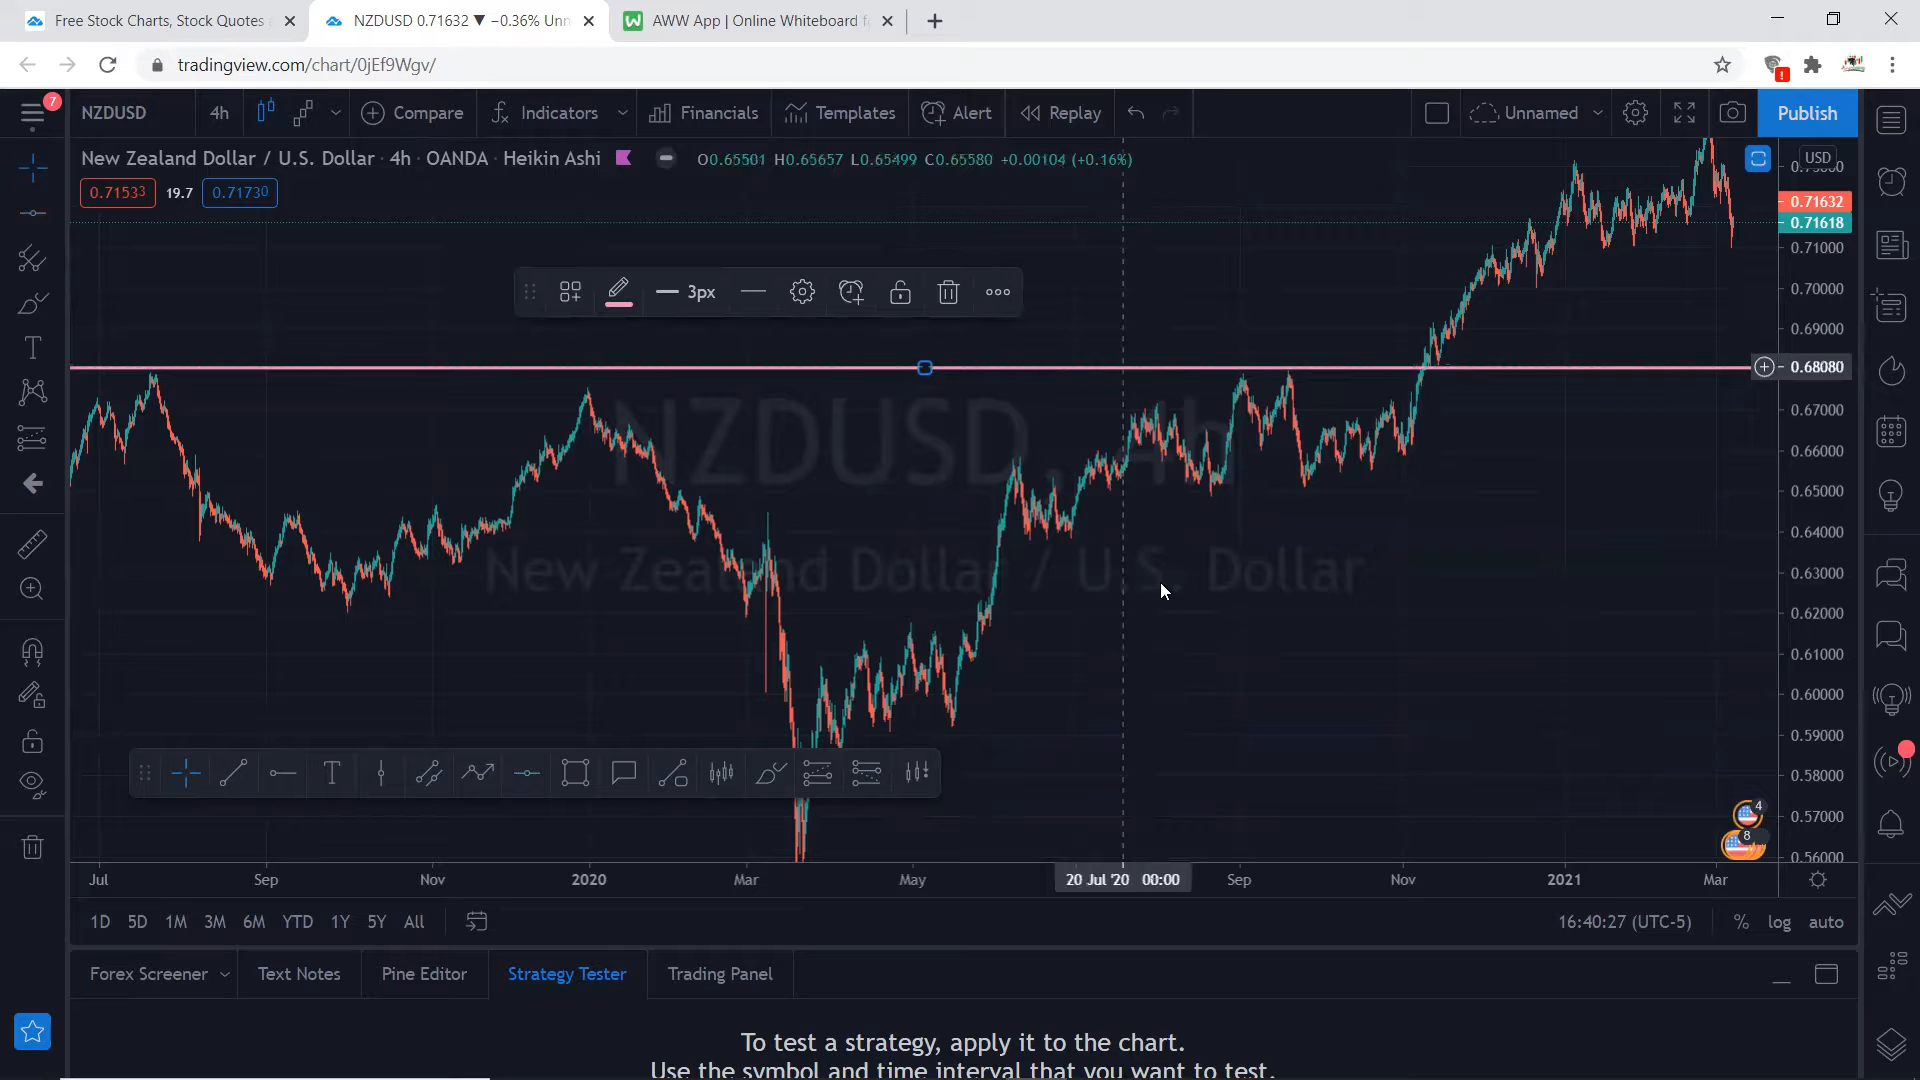 Free Stock Charts, Stock Quotes
NZDUSD 0.71632 ▼ −0.36% Unn
AWW App | Online Whiteboard f
tradingview.com/chart/0jEf9Wgv/
7
NZDUSD
4h
Compare
Indicators
Financials
Templates
Alert
Replay
Unnamed
Publish
New Zealand Dollar / U.S. Dollar · 4h · OANDA · Heikin Ashi
O0.65501 H0.65657 L0.65499 C0.65580 +0.00104 (+0.16%)
USD
0.71533 19.7 0.71730
0.71632
0.71618
0.71000
3px
0.70000
0.69000
0.68080
0.67000
NZDUSD, 4h
0.66000
0.65000
0.64000
New Zealand Dollar / U.S. Dollar
0.63000
0.62000
0.61000
0.60000
0.59000
0.58000
4
0.57000
8
0.56000
Jul Sep Nov 2020 Mar May 20 Jul '20 00:00 Sep Nov 2021 Mar
1D 5D 1M 3M 6M YTD 1Y 5Y All
16:40:27 (UTC-5) % log auto
Forex Screener Text Notes Pine Editor Strategy Tester Trading Panel
To test a strategy, apply it to the chart.
Use the symbol and time interval that you want to test.